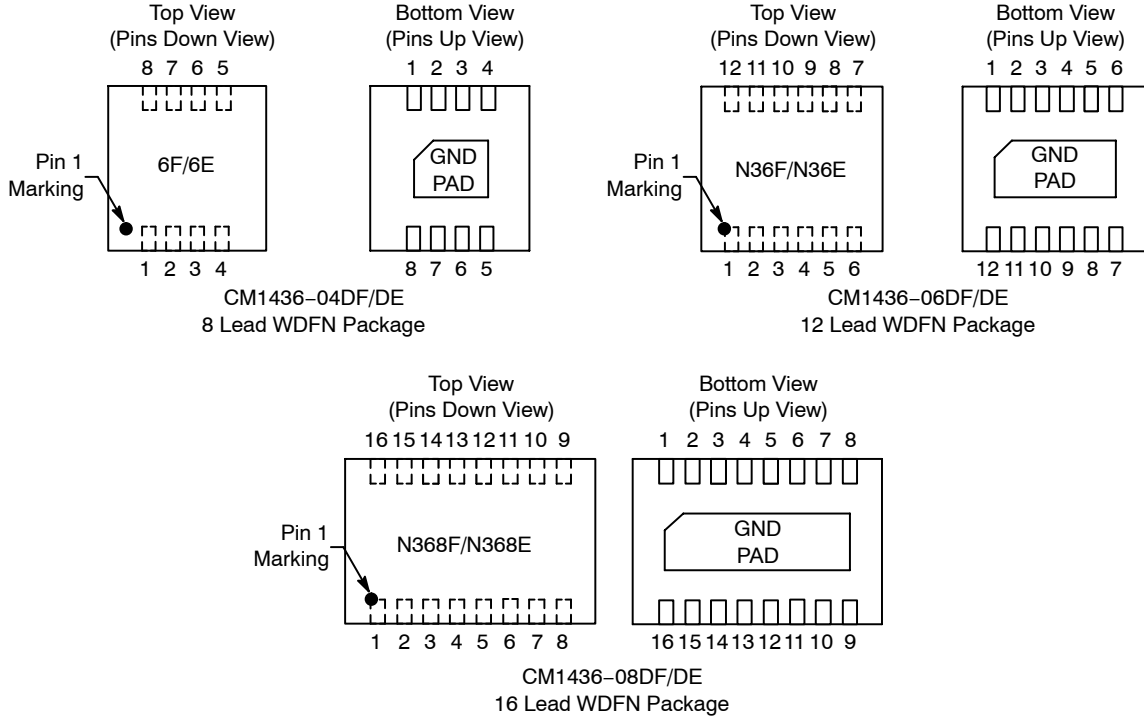 Top View
(Pins Down View)
8 7 6 5
6F/6E
Pin 1
Marking
1 2 3 4
Bottom View
(Pins Up View)
1 2 3 4
GND
PAD
8 7 6 5
CM1436−04DF/DE
8 Lead WDFN Package
Top View
(Pins Down View)
12 11 10 9 8 7
N36F/N36E
Pin 1
Marking
1 2 3 4 5 6
Bottom View
(Pins Up View)
1 2 3 4 5 6
GND
PAD
12 11 10 9 8 7
CM1436−06DF/DE
12 Lead WDFN Package
Top View
(Pins Down View)
16 15 14 13 12 11 10 9
N368F/N368E
Pin 1
Marking
1 2 3 4 5 6 7 8
Bottom View
(Pins Up View)
1 2 3 4 5 6 7 8
GND
PAD
16 15 14 13 12 11 10 9
CM1436−08DF/DE
16 Lead WDFN Package